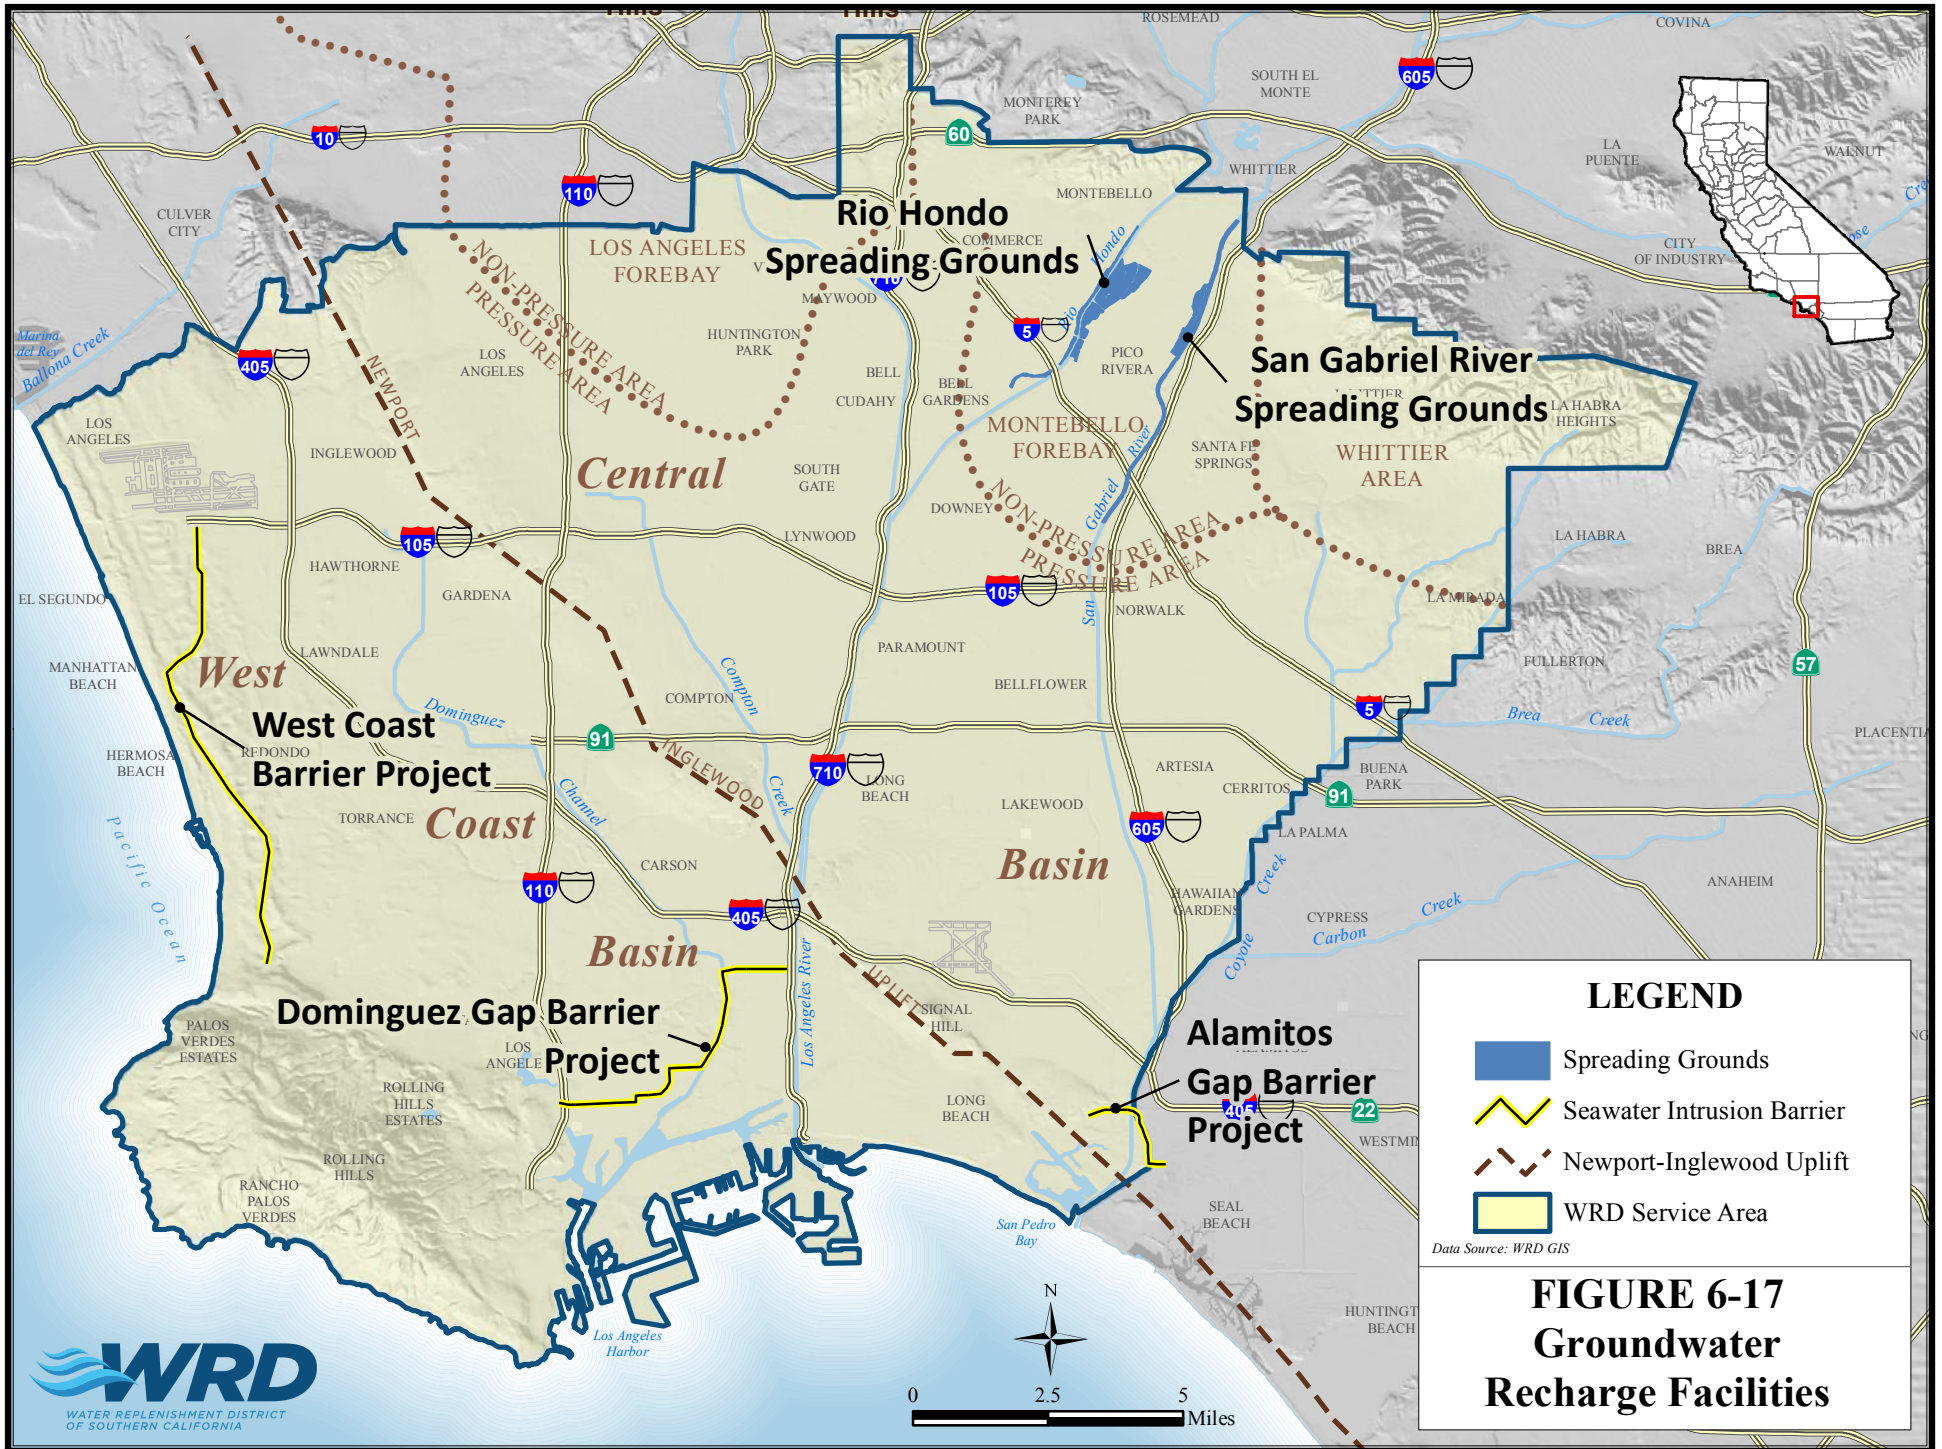 Hills
Hills
ROSEMEAD
COVINA
605
SOUTH EL
MONTE
MONTEREY
PARK
60
10
110
LA
PUENTE
WALNUT
WHITTIER
MONTEBELLO
CULVER
CITY
Rio Hondo
Spreading Grounds
COMMERCE
Rio
Hondo
LOS ANGELES
FOREBAY
NON-PRESSURE AREA
PRESSURE AREA
CITY
OF INDUSTRY
710
MAYWOOD
HUNTINGTON
PARK
5
Marina
del Rey
Ballona Creek
405
NEWPORT
LOS
ANGELES
BELL
CUDAHY
BELL
GARDENS
PICO
RIVERA
San Gabriel River
Spreading Grounds
LA HABRA
HEIGHTS
LOS
ANGELES
INGLEWOOD
Central
SOUTH
GATE
MONTEBELLO
FOREBAY
SANTA FE
SPRINGS
WHITTIER
AREA
San
Gabriel
River
DOWNEY
NON-PRESSURE AREA
PRESSURE AREA
105
LYNWOOD
LA HABRA
BREA
HAWTHORNE
GARDENA
105
NORWALK
LA MIRADA
EL SEGUNDO
LAWNDALE
PARAMOUNT
FULLERTON
57
MANHATTAN
BEACH
West
COMPTON
Compton
Creek
BELLFLOWER
5
Brea
Creek
Dominguez
Channel
West Coast
Barrier Project
REDONDO
HERMOSA
BEACH
91
INGLEWOOD
710
LONG
BEACH
ARTESIA
CERRITOS
BUENA
PARK
91
PLACENTIA
LAKEWOOD
TORRANCE
Coast
605
LA PALMA
Pacific Ocean
CARSON
Basin
110
405
HAWAIIAN
GARDENS
Coyote
Creek
CYPRESS
Carbon
Creek
ANAHEIM
Basin
Los Angeles River
UPLIFT
SIGNAL
HILL
Dominguez Gap Barrier
Project
PALOS
VERDES
ESTATES
LOS
Alamitos
Gap Barrier
Project
405
22
ROLLING
HILLS
ESTATES
LONG
BEACH
ROLLING
HILLS
RANCHO
PALOS
VERDES
SEAL
BEACH
San Pedro
Bay
Los Angeles
Harbor
LEGEND
Spreading Grounds
Seawater Intrusion Barrier
Newport-Inglewood Uplift
WRD Service Area
Data Source: WRD GIS
FIGURE 6-17
Groundwater
Recharge Facilities
N
0 2.5 5
Miles
WRD
WATER REPLENISHMENT DISTRICT
OF SOUTHERN CALIFORNIA